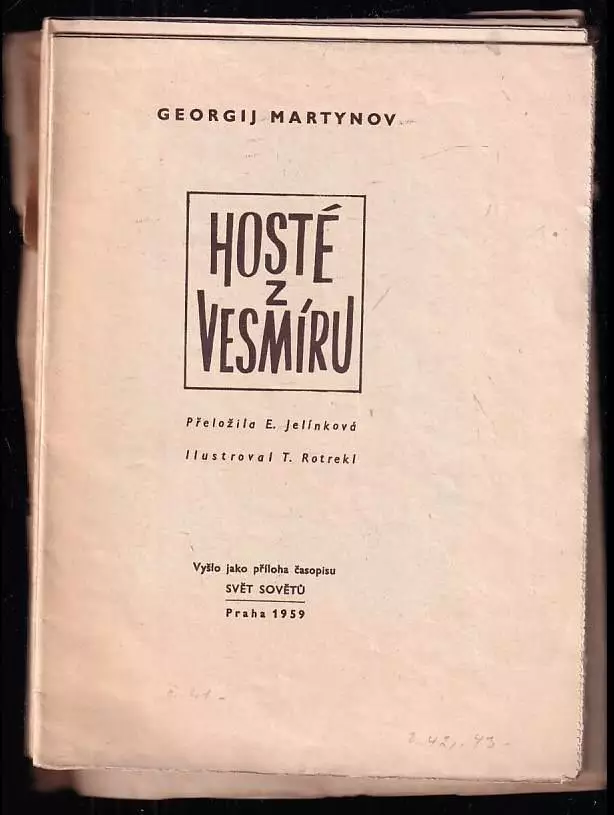 GEORGIJ MARTYNOV
HOSTÉ
Z
VESMÍRU
Přeložila E. Jelínková
Ilustroval T. Rotrekl
Vyšlo jako příloha časopisu
SVĚT SOVĚTŮ
Praha 1959